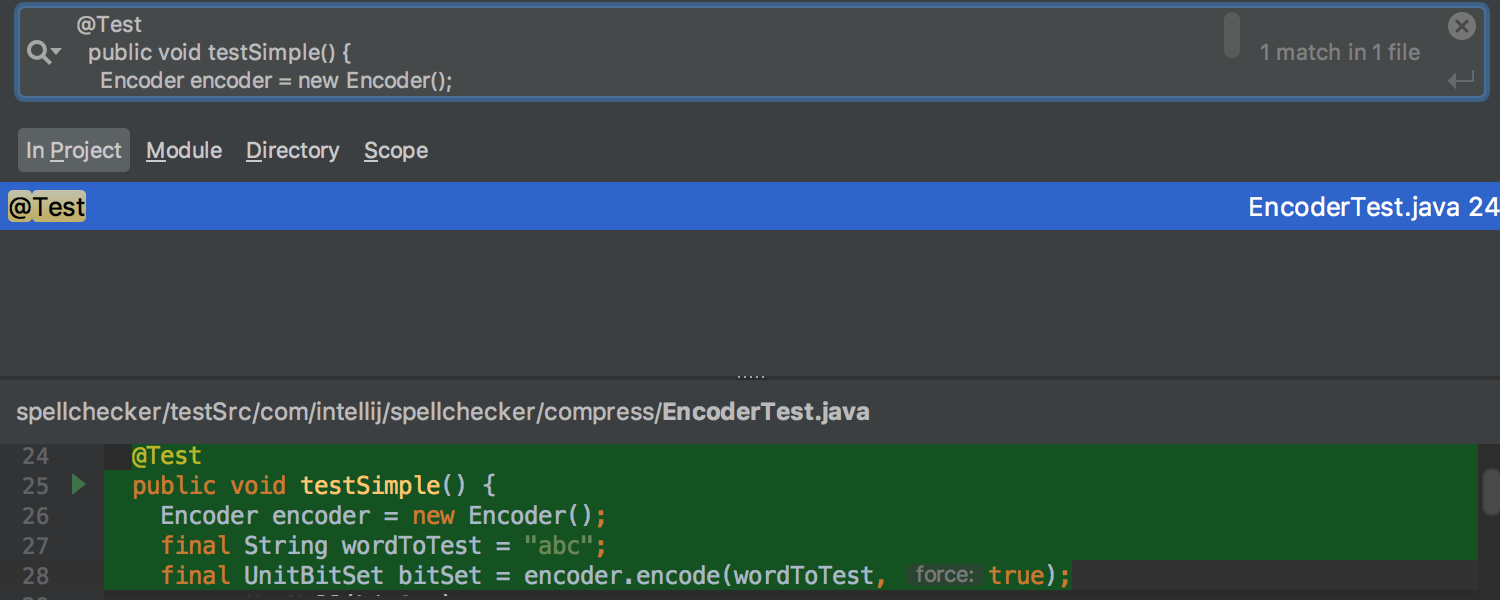 @Test
public void testSimple() {
1 match in 1 file
Encoder encoder = new Encoder();
In Project Module Directory Scope
@Test EncoderTest.java 24
spellchecker/testSrc/com/intellij/spellchecker/compress/EncoderTest.java
24 @Test
25 public void testSimple() {
26 Encoder encoder = new Encoder();
27 final String wordToTest = "abc";
28 final UnitBitSet bitSet = encoder.encode(wordToTest, force: true);